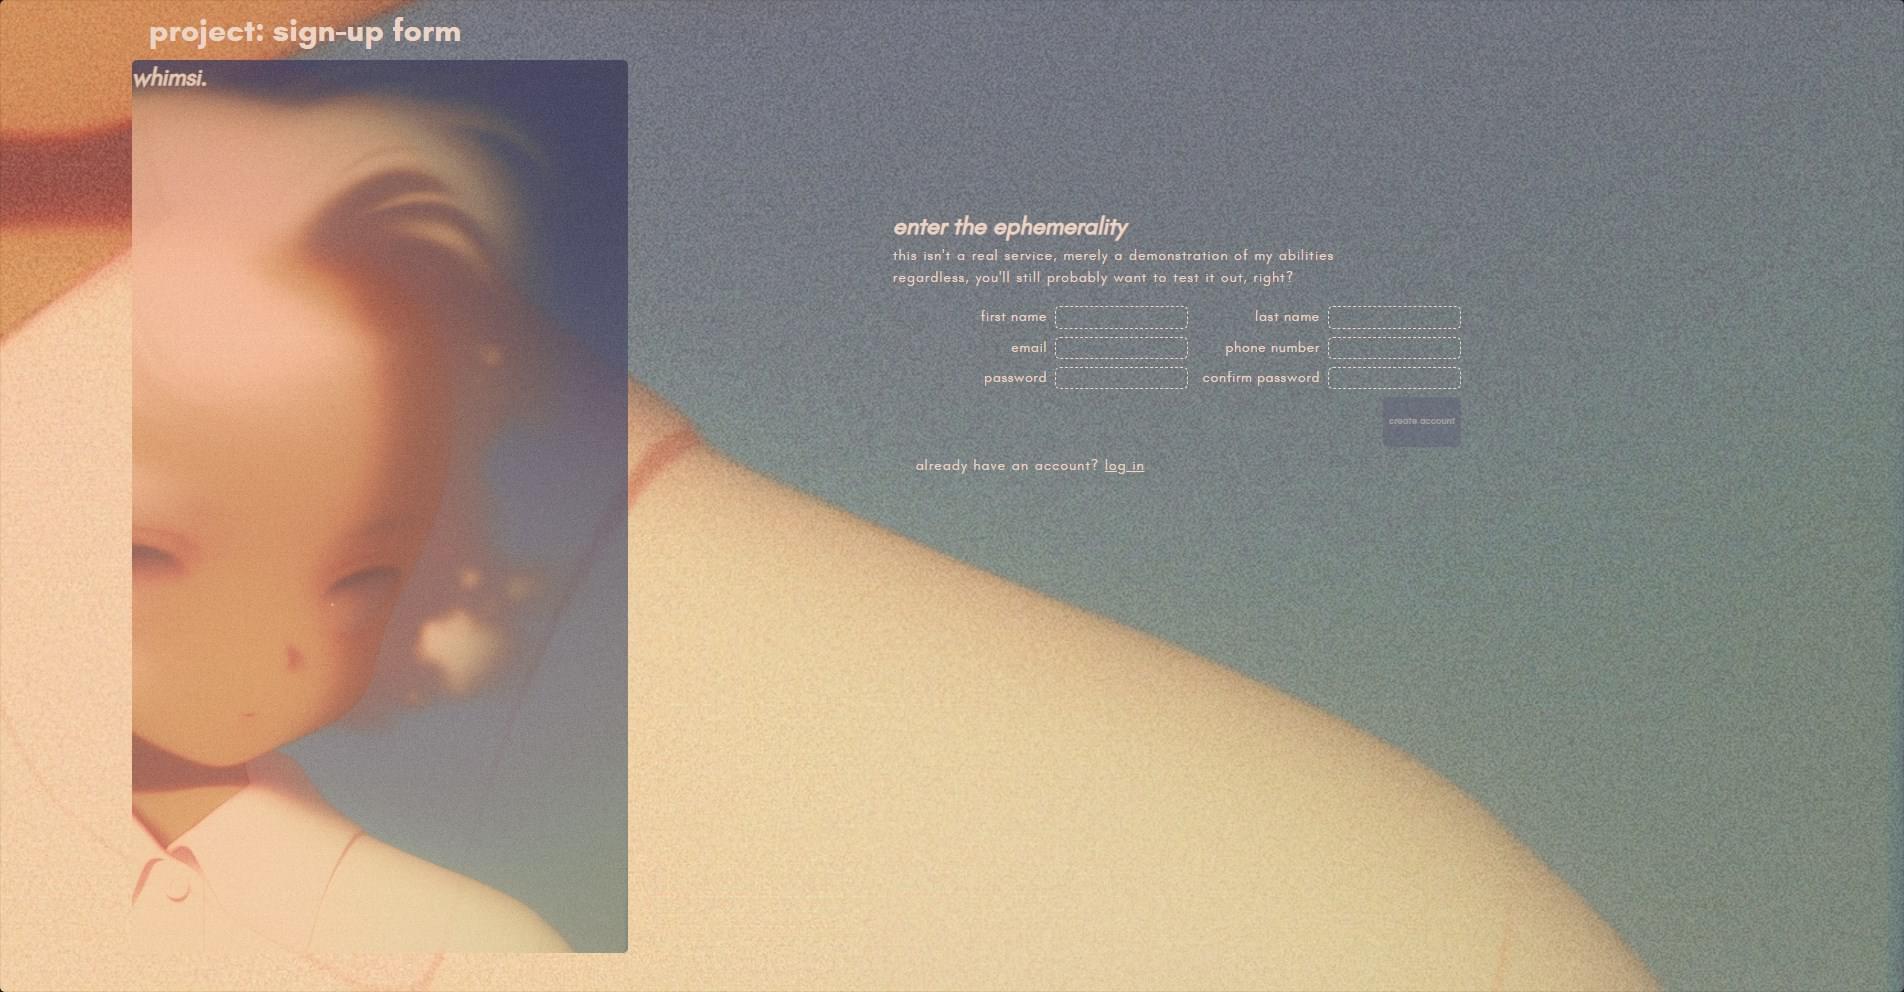 project: sign-up form
whimsi.
enter the ephemerality
this isn't a real service, merely a demonstration of my abilities
regardless, you'll still probably want to test it out, right?
first name
last name
email
phone number
password
confirm password
create account
already have an account? log in